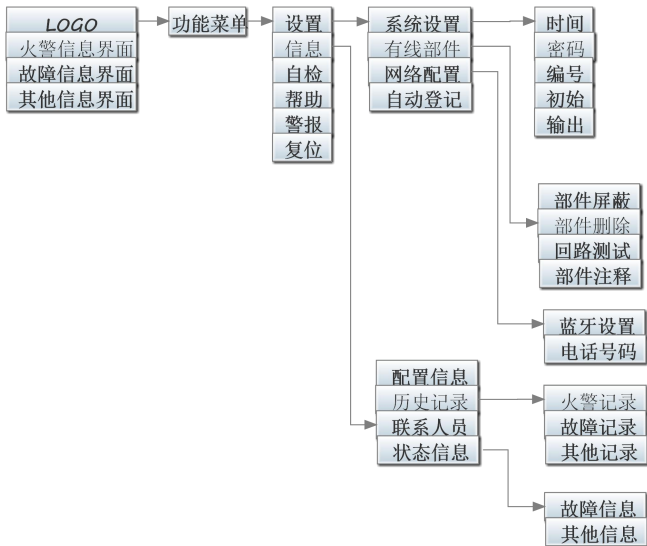 LOGO
火警信息界面
故障信息界面
其他信息界面
功能菜单
设置
信息
自检
帮助
警报
复位
系统设置
有线部件
网络配置
自动登记
时间
密码
编号
初始
输出
部件屏蔽
部件删除
回路测试
部件注释
蓝牙设置
电话号码
配置信息
历史记录
联系人员
状态信息
火警记录
故障记录
其他记录
故障信息
其他信息